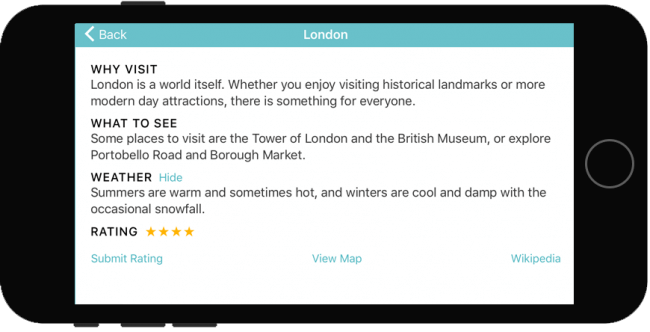 Back
London
WHY VISIT
London is a world itself. Whether you enjoy visiting historical landmarks or more
modern day attractions, there is something for everyone.
WHAT TO SEE
Some places to visit are the Tower of London and the British Museum, or explore
Portobello Road and Borough Market.
WEATHER Hide
Summers are warm and sometimes hot, and winters are cool and damp with the
occasional snowfall.
RATING ★★★★
Submit Rating View Map Wikipedia